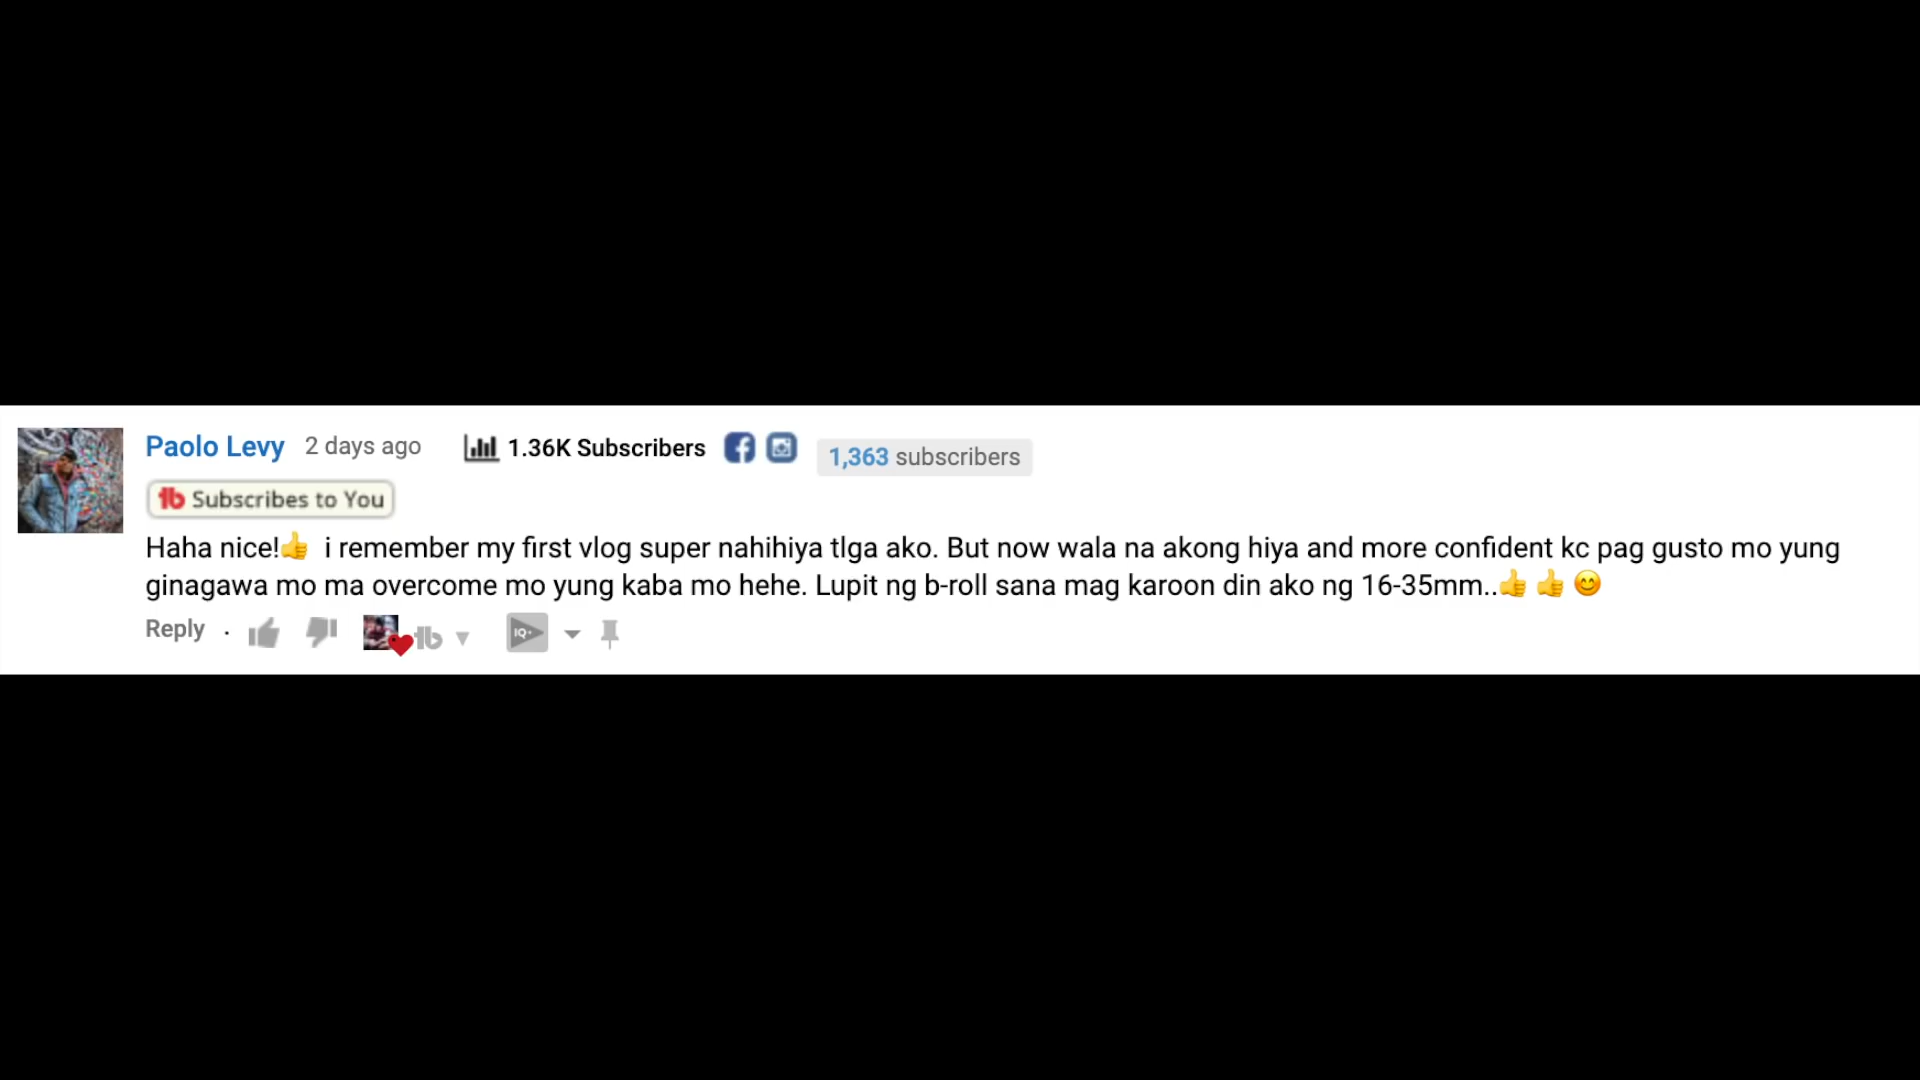 Paolo Levy 2 days ago 1.36K Subscribers 1,363 subscribers
Subscribes to You
Haha nice!👍 i remember my first vlog super nahihiya tlga ako. But now wala na akong hiya and more confident kc pag gusto mo yung
ginagawa mo ma overcome mo yung kaba mo hehe. Lupit ng b-roll sana mag karoon din ako ng 16-35mm..👍 👍 😊
Reply · IQ+